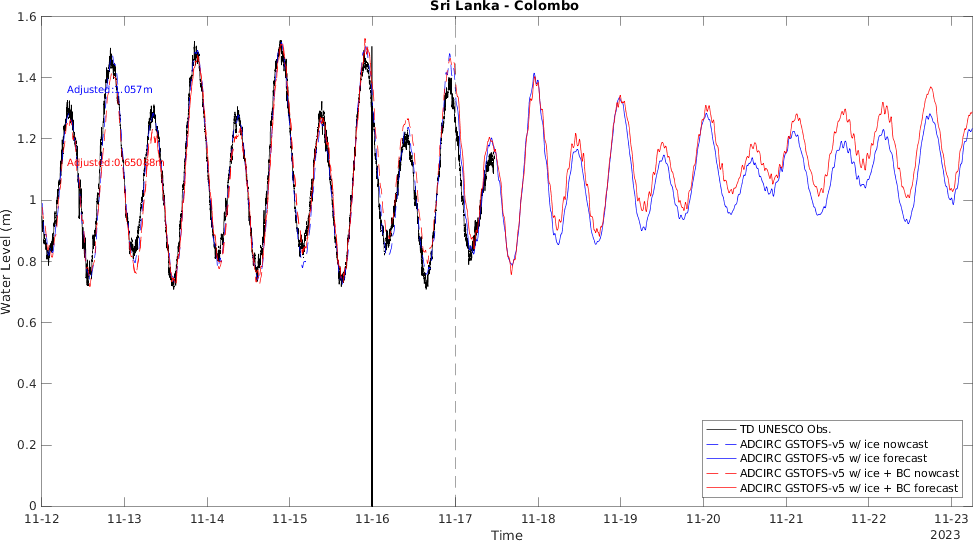 Sri Lanka - Colombo
1.6
1.4
1.2
1
0.8
0.6
0.4
0.2
0
Water Level (m)
Adjusted:1.057m
Adjusted:0.65088m
TD UNESCO Obs.
ADCIRC GSTOFS-v5 w/ ice nowcast
ADCIRC GSTOFS-v5 w/ ice forecast
ADCIRC GSTOFS-v5 w/ ice + BC nowcast
ADCIRC GSTOFS-v5 w/ ice + BC forecast
11-12 11-13 11-14 11-15 11-16 11-17 11-18 11-19 11-20 11-21 11-22 11-23
2023
Time